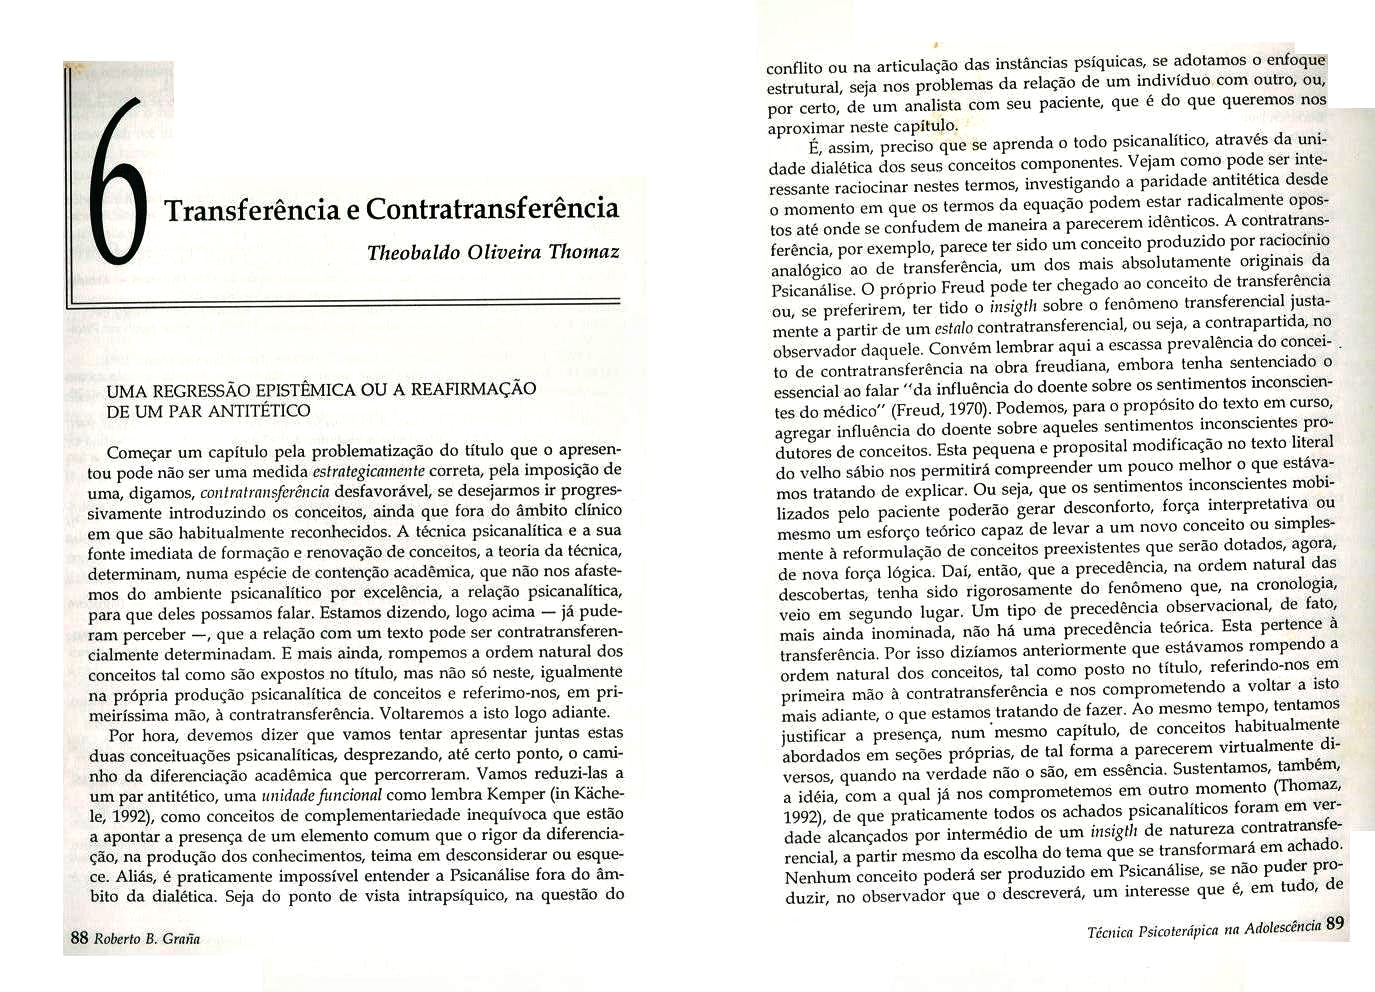 6
Transferência e Contratransferência
Theobaldo Oliveira Thomaz
UMA REGRESSÃO EPISTÊMICA OU A REAFIRMAÇÃO
DE UM PAR ANTITÉTICO
Começar um capítulo pela problematização do título que o apresen-
tou pode não ser uma medida estrategicamente correta, pela imposição de
uma, digamos, contratransferência desfavorável, se desejarmos ir progres-
sivamente introduzindo os conceitos, ainda que fora do âmbito clínico
em que são habitualmente reconhecidos. A técnica psicanalítica e a sua
fonte imediata de formação e renovação de conceitos, a teoria da técnica,
determinam, numa espécie de contenção acadêmica, que não nos afaste-
mos do ambiente psicanalítico por excelência, a relação psicanalítica,
para que deles possamos falar. Estamos dizendo, logo acima — já pude-
ram perceber —, que a relação com um texto pode ser contratransferen-
cialmente determinadam. E mais ainda, rompemos a ordem natural dos
conceitos tal como são expostos no título, mas não só neste, igualmente
na própria produção psicanalítica de conceitos e referimo-nos, em pri-
meiríssima mão, à contratransferência. Voltaremos a isto logo adiante.
Por hora, devemos dizer que vamos tentar apresentar juntas estas
duas conceituações psicanalíticas, desprezando, até certo ponto, o cami-
nho da diferenciação acadêmica que percorreram. Vamos reduzi-las a
um par antitético, uma unidade funcional como lembra Kemper (in Käche-
le, 1992), como conceitos de complementariedade inequívoca que estão
a apontar a presença de um elemento comum que o rigor da diferencia-
ção, na produção dos conhecimentos, teima em desconsiderar ou esque-
ce. Aliás, é praticamente impossível entender a Psicanálise fora do âm-
bito da dialética. Seja do ponto de vista intrapsíquico, na questão do
88 Roberto B. Graña
conflito ou na articulação das instâncias psíquicas, se adotamos o enfoque
estrutural, seja nos problemas da relação de um indivíduo com outro, ou,
por certo, de um analista com seu paciente, que é do que queremos nos
aproximar neste capítulo.
É, assim, preciso que se aprenda o todo psicanalítico, através da uni-
dade dialética dos seus conceitos componentes. Vejam como pode ser inte-
ressante raciocinar nestes termos, investigando a paridade antitética desde
o momento em que os termos da equação podem estar radicalmente opos-
tos até onde se confudem de maneira a parecerem idênticos. A contratrans-
ferência, por exemplo, parece ter sido um conceito produzido por raciocínio
analógico ao de transferência, um dos mais absolutamente originais da
Psicanálise. O próprio Freud pode ter chegado ao conceito de transferência
ou, se preferirem, ter tido o insigth sobre o fenômeno transferencial justa-
mente a partir de um estalo contratransferencial, ou seja, a contrapartida, no
observador daquele. Convém lembrar aqui a escassa prevalência do concei-
to de contratransferência na obra freudiana, embora tenha sentenciado o
essencial ao falar "da influência do doente sobre os sentimentos inconscien-
tes do médico" (Freud, 1970). Podemos, para o propósito do texto em curso,
agregar influência do doente sobre aqueles sentimentos inconscientes pro-
dutores de conceitos. Esta pequena e proposital modificação no texto literal
do velho sábio nos permitirá compreender um pouco melhor o que estáva-
mos tratando de explicar. Ou seja, que os sentimentos inconscientes mobi-
lizados pelo paciente poderão gerar desconforto, força interpretativa ou
mesmo um esforço teórico capaz de levar a um novo conceito ou simples-
mente à reformulação de conceitos preexistentes que serão dotados, agora,
de nova força lógica. Daí, então, que a precedência, na ordem natural das
descobertas, tenha sido rigorosamente do fenômeno que, na cronologia,
veio em segundo lugar. Um tipo de precedência observacional, de fato,
mais ainda inominada, não há uma precedência teórica. Esta pertence à
transferência. Por isso dizíamos anteriormente que estávamos rompendo a
ordem natural dos conceitos, tal como posto no título, referindo-nos em
primeira mão à contratransferência e nos comprometendo a voltar a isto
mais adiante, o que estamos tratando de fazer. Ao mesmo tempo, tentamos
justificar a presença, num mesmo capítulo, de conceitos habitualmente
abordados em seções próprias, de tal forma a parecerem virtualmente di-
versos, quando na verdade não o são, em essência. Sustentamos, também,
a idéia, com a qual já nos comprometemos em outro momento (Thomaz,
1992), de que praticamente todos os achados psicanalíticos foram em ver-
dade alcançados por intermédio de um insigth de natureza contratransfe-
rencial, a partir mesmo da escolha do tema que se transformará em achado.
Nenhum conceito poderá ser produzido em Psicanálise, se não puder pro-
duzir, no observador que o descreverá, um interesse que é, em tudo, de
Técnica Psicoterápica na Adolescência 89